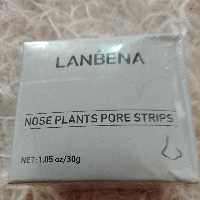 LANBENA
NOSE PLANTS PORE STRIPS
NET: 1.05 oz/30g